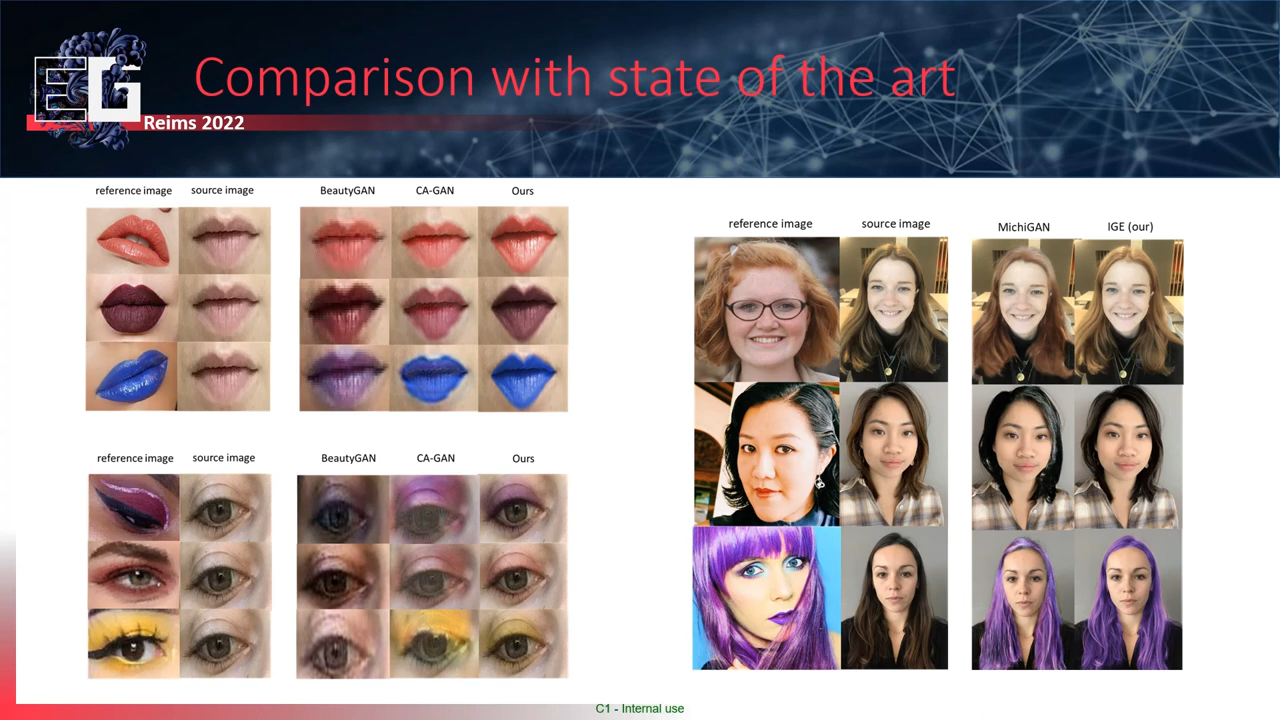 EG
Comparison with state of the art
Reims 2022
reference image source image BeautyGAN CA-GAN Ours
reference image source image BeautyGAN CA-GAN Ours
reference image source image MichiGAN IGE (our)
C1 - Internal use